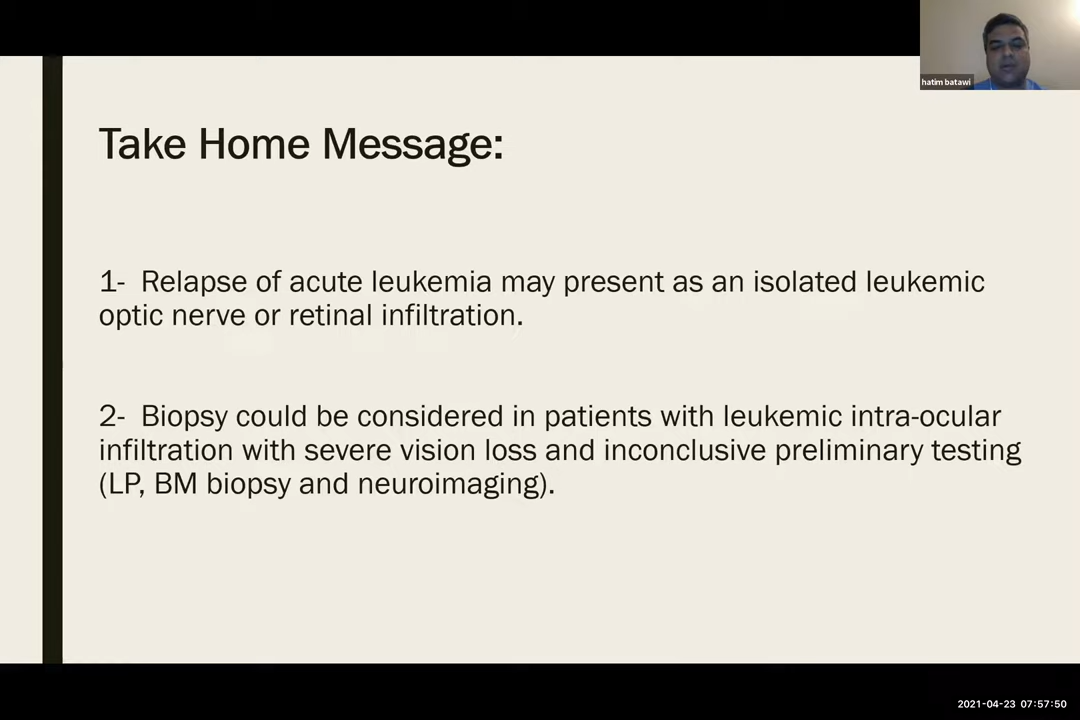 hatim batawi
Take Home Message:
1- Relapse of acute leukemia may present as an isolated leukemic
optic nerve or retinal infiltration.
2- Biopsy could be considered in patients with leukemic intra-ocular
infiltration with severe vision loss and inconclusive preliminary testing
(LP, BM biopsy and neuroimaging).
2021-04-23 07:57:50